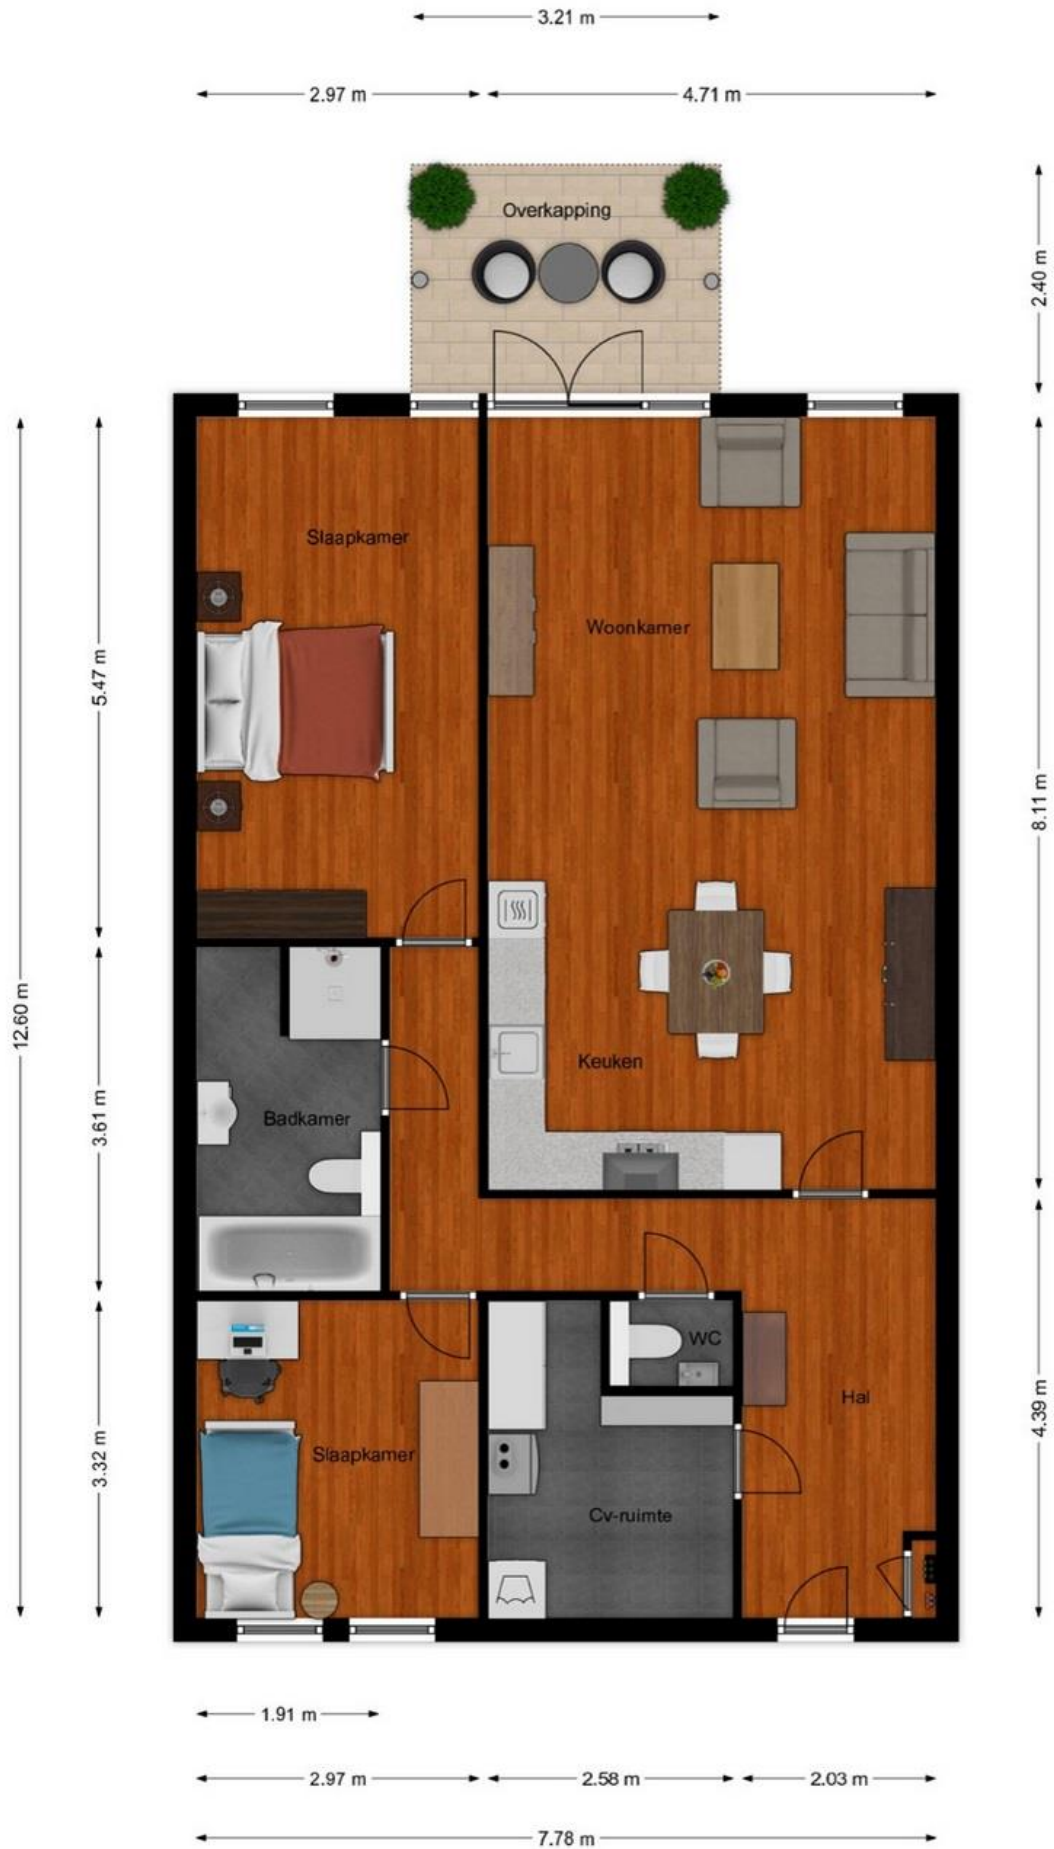 3.21 m
2.97 m
4.71 m
Overkapping
2.40 m
Slaapkamer
Woonkamer
5.47 m
8.11 m
12.60 m
Keuken
Badkamer
3.61 m
WC
Hal
4.39 m
Slaapkamer
3.32 m
Cv-ruimte
1.91 m
2.97 m
2.58 m
2.03 m
7.78 m